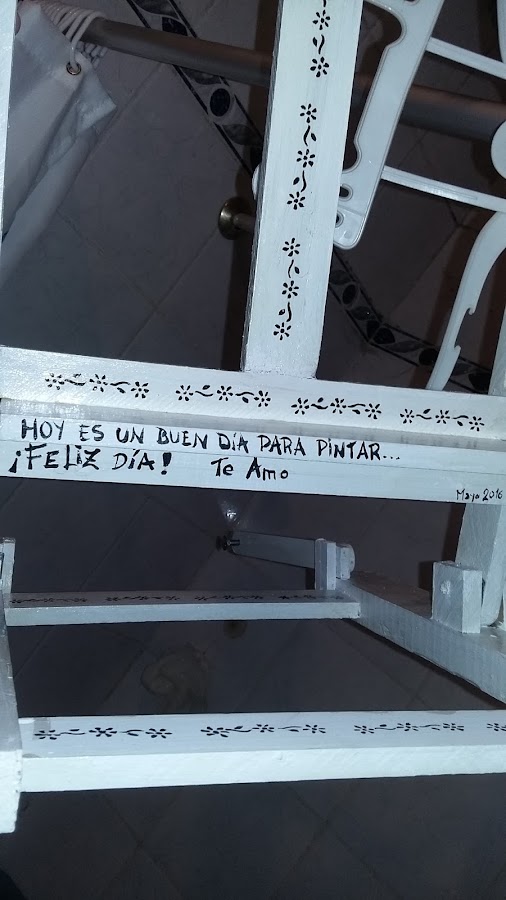 HOY ES UN BUEN DÍA PARA PINTAR...
¡FELIZ DÍA! Te Amo
Mayo 2016